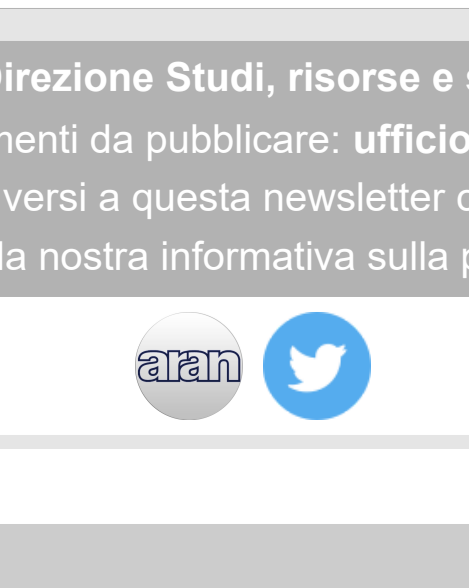 irezione Studi, risorse e
menti da pubblicare: ufficio
versi a questa newsletter
la nostra informativa sulla p
aran